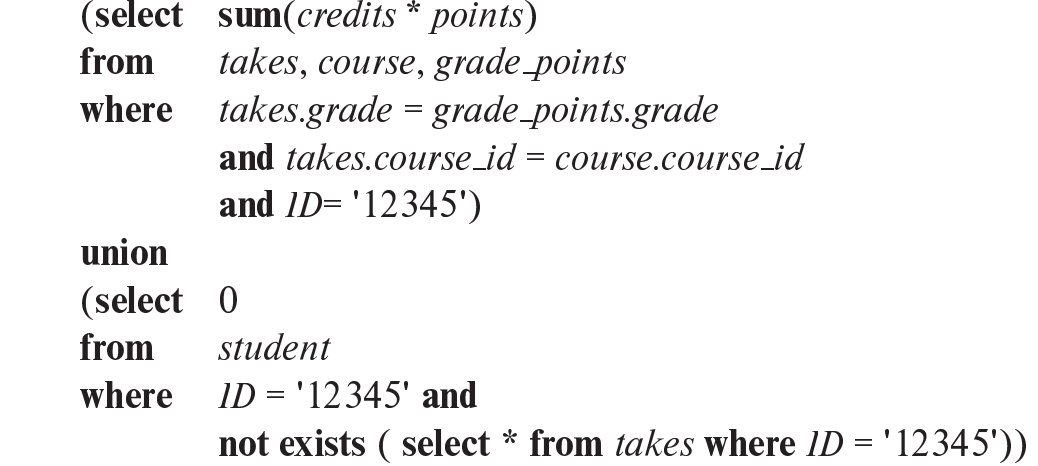 (select sum(credits * points)
from takes, course, grade_points
where takes.grade = grade_points.grade
and takes.course_id = course.course_id
and ID= '12345')
union
(select 0
from student
where ID = '12345' and
not exists ( select * from takes where ID = '12345'))